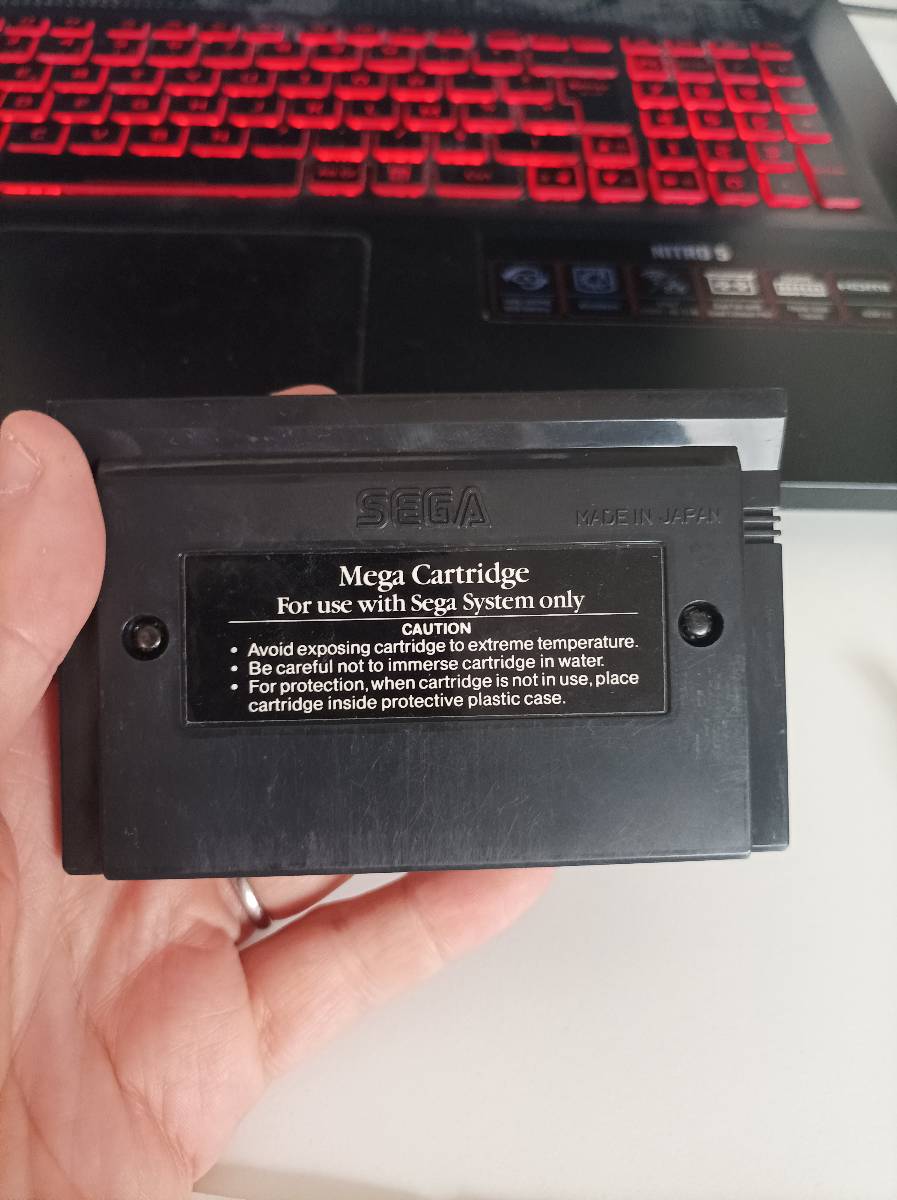 NITRO 5
SEGA
MADE IN JAPAN
Mega Cartridge
For use with Sega System only
CAUTION
• Avoid exposing cartridge to extreme temperature.
• Be careful not to immerse cartridge in water.
• For protection, when cartridge is not in use, place
cartridge inside protective plastic case.